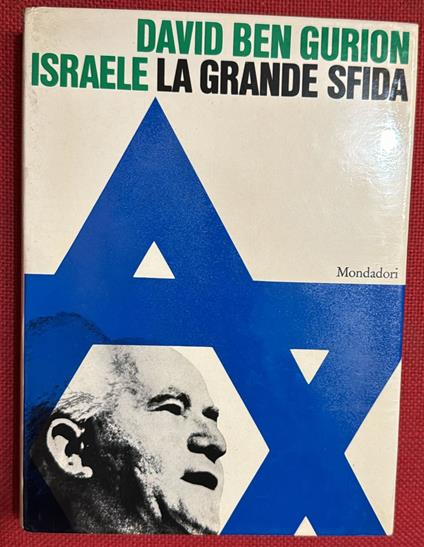 DAVID BEN GURION
ISRAELE LA GRANDE SFIDA
Mondadori